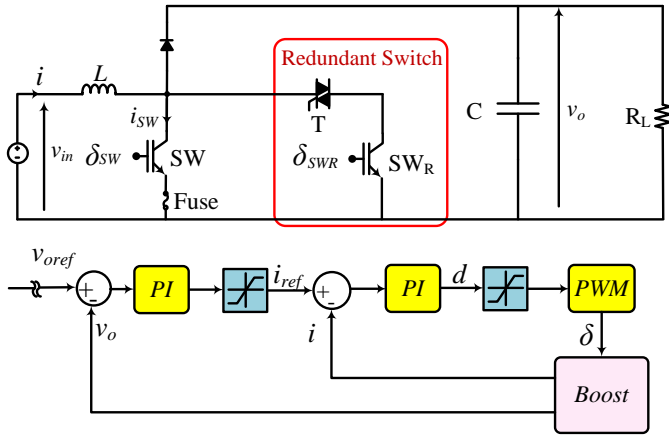 Redundant Switch
i
L
i_SW
T
C
v_o
R_L
v_in
δ_SW
SW
δ_SWR
SW_R
Fuse
v_oref
+
-
PI
i_ref
+
-
PI
d
PWM
v_o
i
δ
Boost